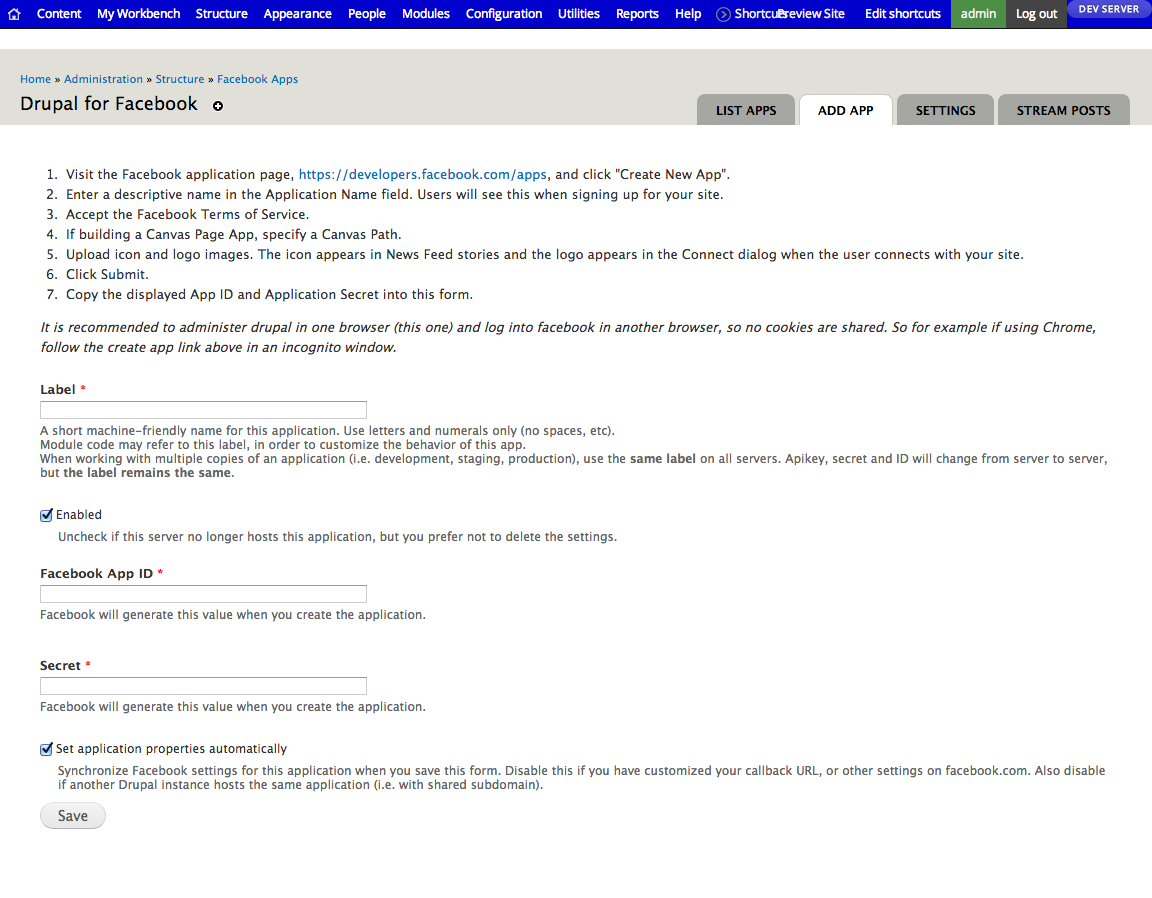 Content My Workbench Structure Appearance People Modules Configuration Utilities Reports Help Shortcuts Preview Site Edit shortcuts admin Log out DEV SERVER
Home » Administration » Structure » Facebook Apps
Drupal for Facebook
LIST APPS ADD APP SETTINGS STREAM POSTS
1. Visit the Facebook application page, https://developers.facebook.com/apps, and click "Create New App".
2. Enter a descriptive name in the Application Name field. Users will see this when signing up for your site.
3. Accept the Facebook Terms of Service.
4. If building a Canvas Page App, specify a Canvas Path.
5. Upload icon and logo images. The icon appears in News Feed stories and the logo appears in the Connect dialog when the user connects with your site.
6. Click Submit.
7. Copy the displayed App ID and Application Secret into this form.
It is recommended to administer drupal in one browser (this one) and log into facebook in another browser, so no cookies are shared. So for example if using Chrome,
follow the create app link above in an incognito window.
Label *
A short machine-friendly name for this application. Use letters and numerals only (no spaces, etc).
Module code may refer to this label, in order to customize the behavior of this app.
When working with multiple copies of an application (i.e. development, staging, production), use the same label on all servers. Apikey, secret and ID will change from server to server,
but the label remains the same.
Enabled
Uncheck if this server no longer hosts this application, but you prefer not to delete the settings.
Facebook App ID *
Facebook will generate this value when you create the application.
Secret *
Facebook will generate this value when you create the application.
Set application properties automatically
Synchronize Facebook settings for this application when you save this form. Disable this if you have customized your callback URL, or other settings on facebook.com. Also disable
if another Drupal instance hosts the same application (i.e. with shared subdomain).
Save